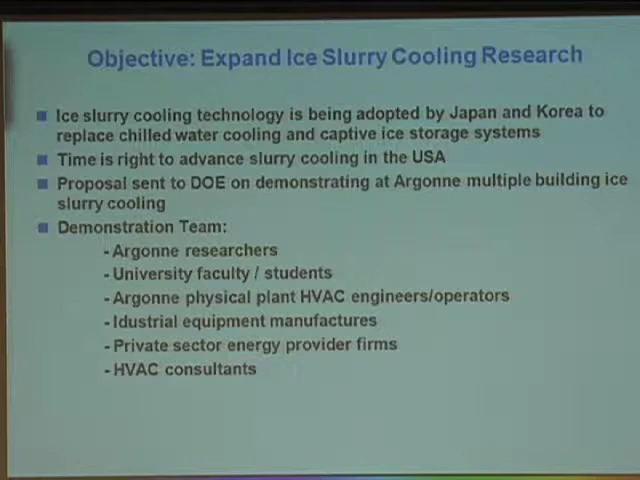 Objective: Expand Ice Slurry Cooling Research
Ice slurry cooling technology is being adopted by Japan and Korea to
replace chilled water cooling and captive ice storage systems
Time is right to advance slurry cooling in the USA
Proposal sent to DOE on demonstrating at Argonne multiple building ice
slurry cooling
Demonstration Team:
- Argonne researchers
- University faculty / students
- Argonne physical plant HVAC engineers/operators
- Idustrial equipment manufactures
- Private sector energy provider firms
- HVAC consultants